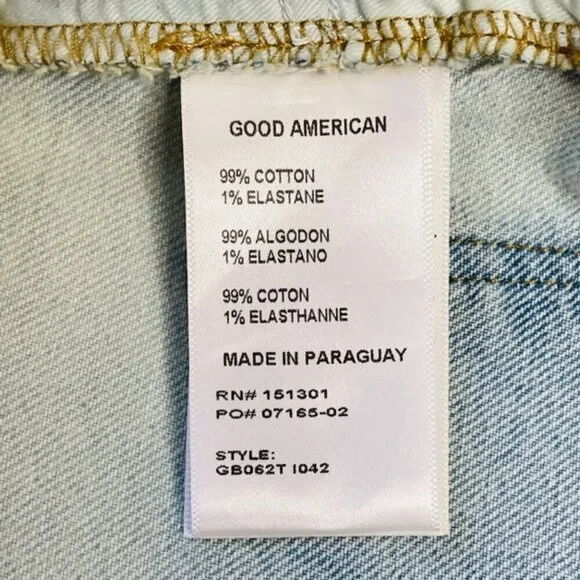 GOOD AMERICAN
99% COTTON
1% ELASTANE
99% ALGODON
1% ELASTANO
99% COTON
1% ELASTHANNE
MADE IN PARAGUAY
RN# 151301
PO# 07165-02
STYLE:
GB062T I042